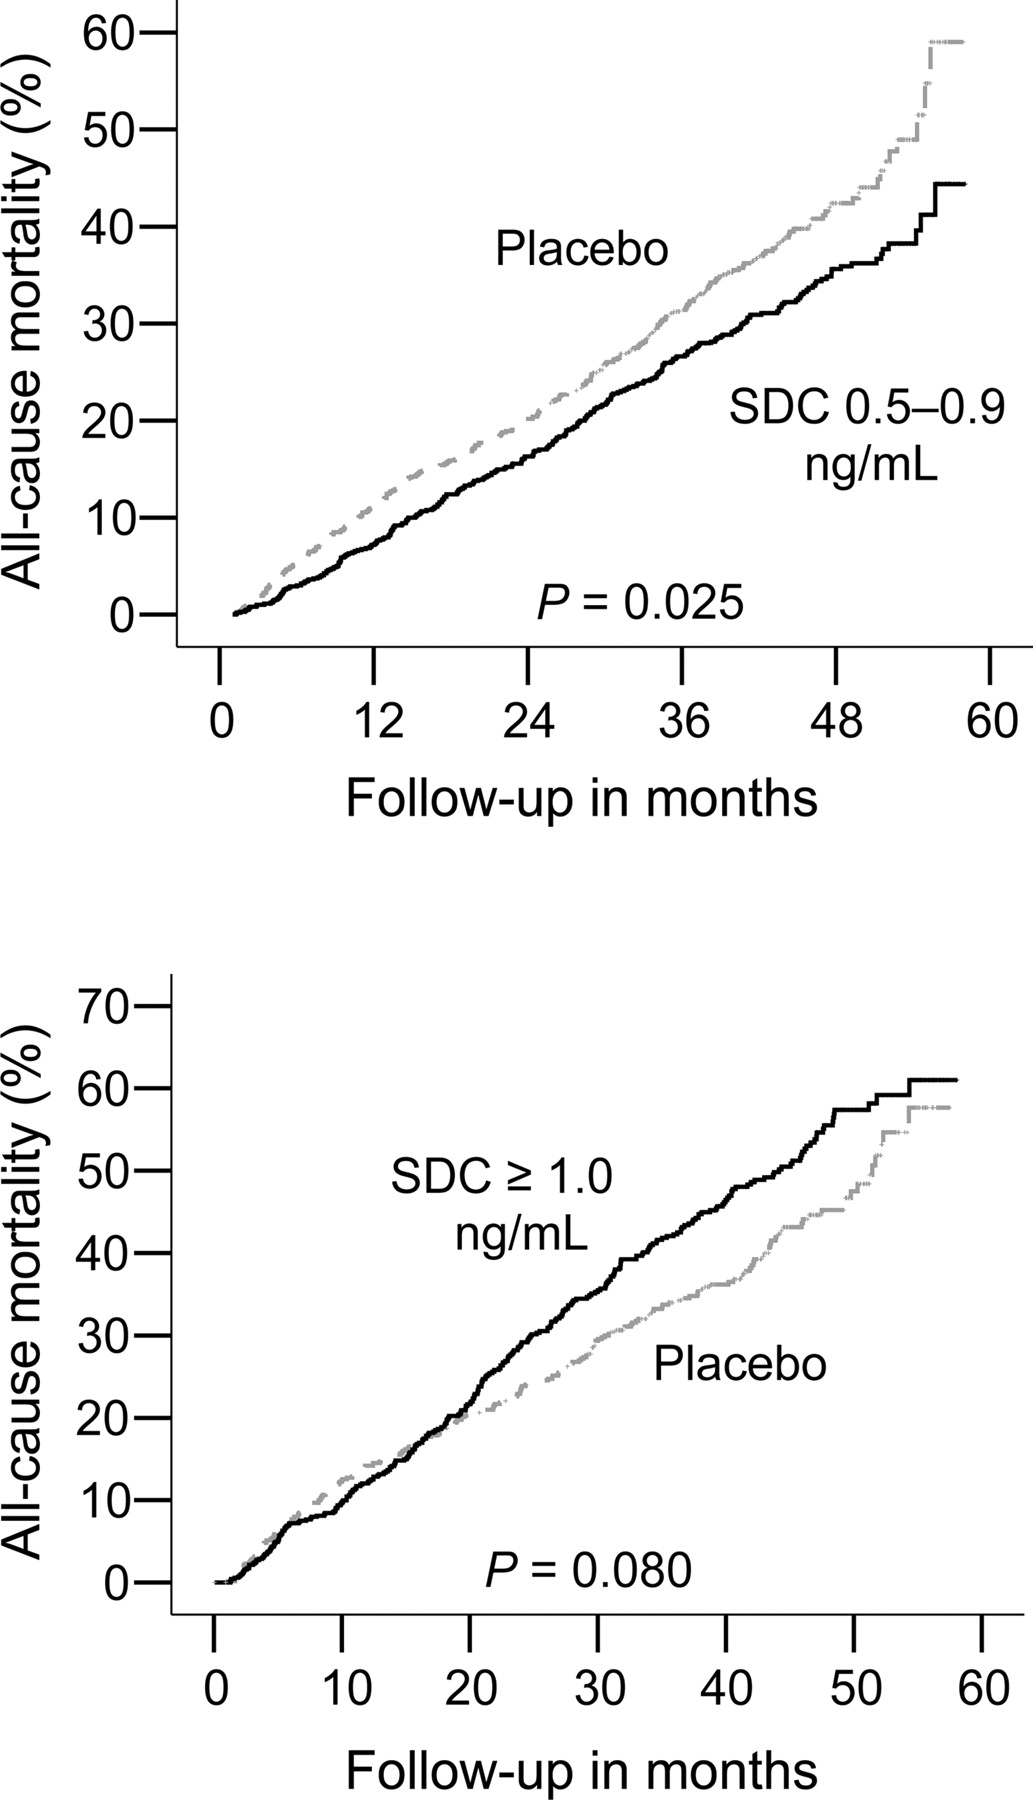 All-cause mortality (%)
60
50
40
30
20
10
0
Placebo
SDC 0.5–0.9
ng/mL
P = 0.025
0 12 24 36 48 60
Follow-up in months
All-cause mortality (%)
70
60
50
40
30
20
10
0
SDC ≥ 1.0
ng/mL
Placebo
P = 0.080
0 10 20 30 40 50 60
Follow-up in months